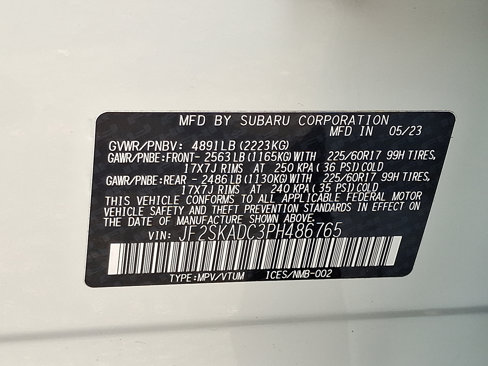 MFD BY SUBARU CORPORATION
MFD IN 05/23
GVWR/PNBV: 4891LB(2223KG)
GAWR/PNBE:FRONT-2563LB(1165KG)WITH 225/60R17 99H TIRES,
17X7J RIMS AT 250 KPA( 36 PSI) COLD
GAWR/PNBE:REAR -2486LB(1130KG)WITH 225/60R17 99H TIRES,
17X7J RIMS AT 240 KPA( 35 PSI) COLD
THIS VEHICLE CONFORMS TO ALL APPLICABLE FEDERAL MOTOR
VEHICLE SAFETY AND THEFT PREVENTION STANDARDS IN EFFECT ON
THE DATE OF MANUFACTURE SHOWN ABOVE.
VIN: JF2SKADC3PH486765
TYPE:MPV/VTUM ICES/NMB-002